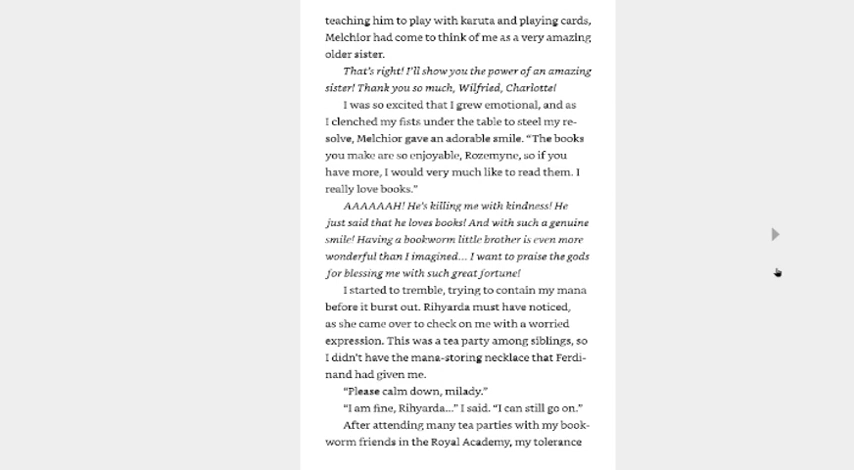 teaching him to play with karuta and playing cards,
Melchior had come to think of me as a very amazing
older sister.
That's right! I'll show you the power of an amazing
sister! Thank you so much, Wilfried, Charlotte!
I was so excited that I grew emotional, and as
I clenched my fists under the table to steel my re-
solve, Melchior gave an adorable smile. “The books
you make are so enjoyable, Rozemyne, so if you
have more, I would very much like to read them. I
really love books.”
AAAAAAH! He's killing me with kindness! He
just said that he loves books! And with such a genuine
smile! Having a bookworm little brother is even more
wonderful than I imagined... I want to praise the gods
for blessing me with such great fortune!
I started to tremble, trying to contain my mana
before it burst out. Rihyarda must have noticed,
as she came over to check on me with a worried
expression. This was a tea party among siblings, so
I didn't have the mana-storing necklace that Ferdi-
nand had given me.
“Please calm down, milady.”
“I am fine, Rihyarda...” I said. “I can still go on.”
After attending many tea parties with my book-
worm friends in the Royal Academy, my tolerance